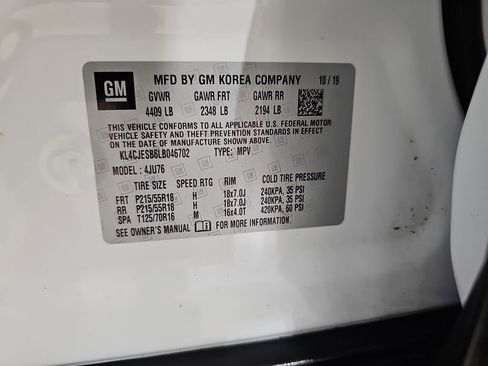 GM
MFD BY GM KOREA COMPANY 10/19
GVWR GAWR FRT GAWR RR
4409 LB 2348 LB 2194 LB
THIS VEHICLE CONFORMS TO ALL APPLICABLE U.S. FEDERAL MOTOR
VEHICLE SAFETY AND THEFT PREVENTION STANDARDS IN EFFECT ON
THE DATE OF MANUFACTURE SHOWN ABOVE.
KL4CJESB6LB046702 TYPE: MPV
MODEL: 4JU76
TIRE SIZE SPEED RTG RIM COLD TIRE PRESSURE
FRT P215/55R18 H 18x7.0J 240KPA, 35 PSI
RR P215/55R18 H 18x7.0J 240KPA, 35 PSI
SPA T125/70R16 M 16x4.0T 420KPA, 60 PSI
SEE OWNER'S MANUAL FOR MORE INFORMATION.